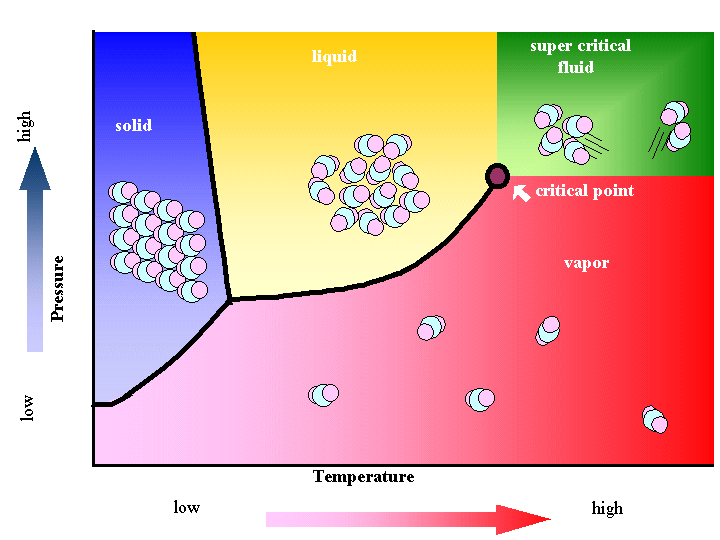 super critical
fluid
liquid
solid
high
critical point
vapor
Pressure
low
Temperature
low
high